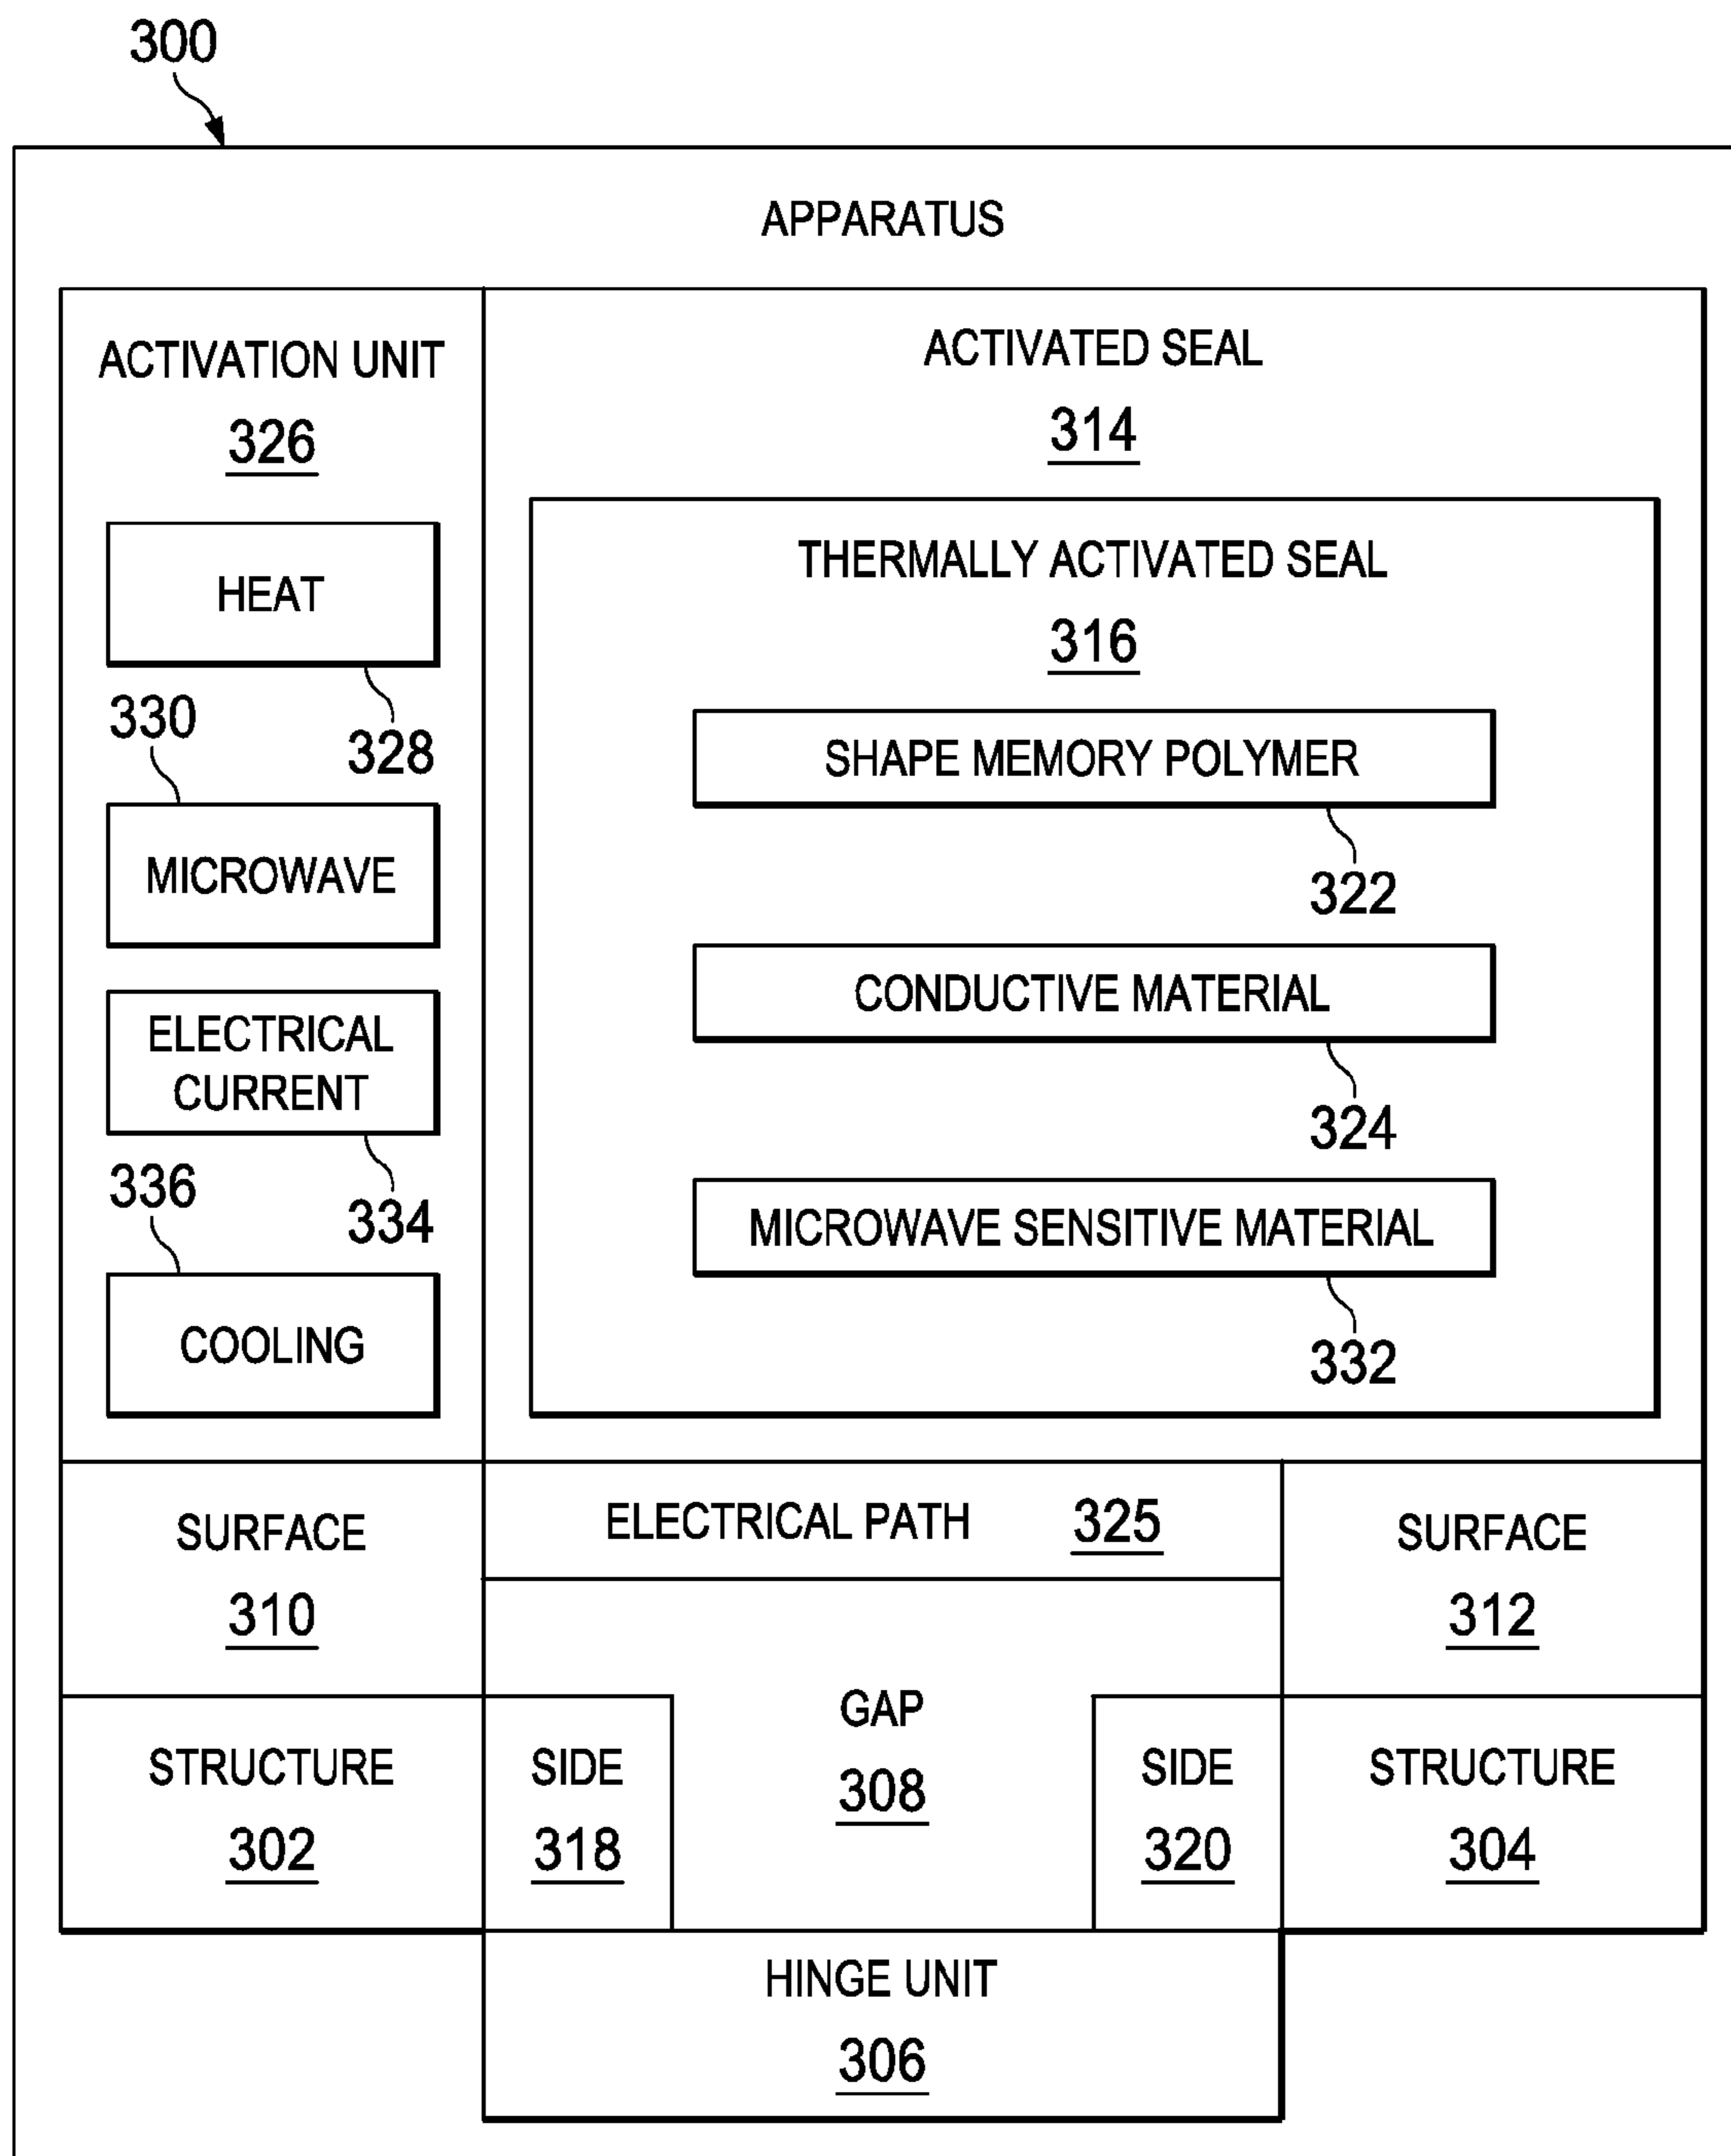 300
APPARATUS
ACTIVATION UNIT
326
HEAT
328
330
MICROWAVE
ELECTRICAL
CURRENT
334
336
COOLING
ACTIVATED SEAL
314
THERMALLY ACTIVATED SEAL
316
SHAPE MEMORY POLYMER
322
CONDUCTIVE MATERIAL
324
MICROWAVE SENSITIVE MATERIAL
332
SURFACE
310
ELECTRICAL PATH 325
SURFACE
312
STRUCTURE
302
SIDE
318
GAP
308
SIDE
320
STRUCTURE
304
HINGE UNIT
306